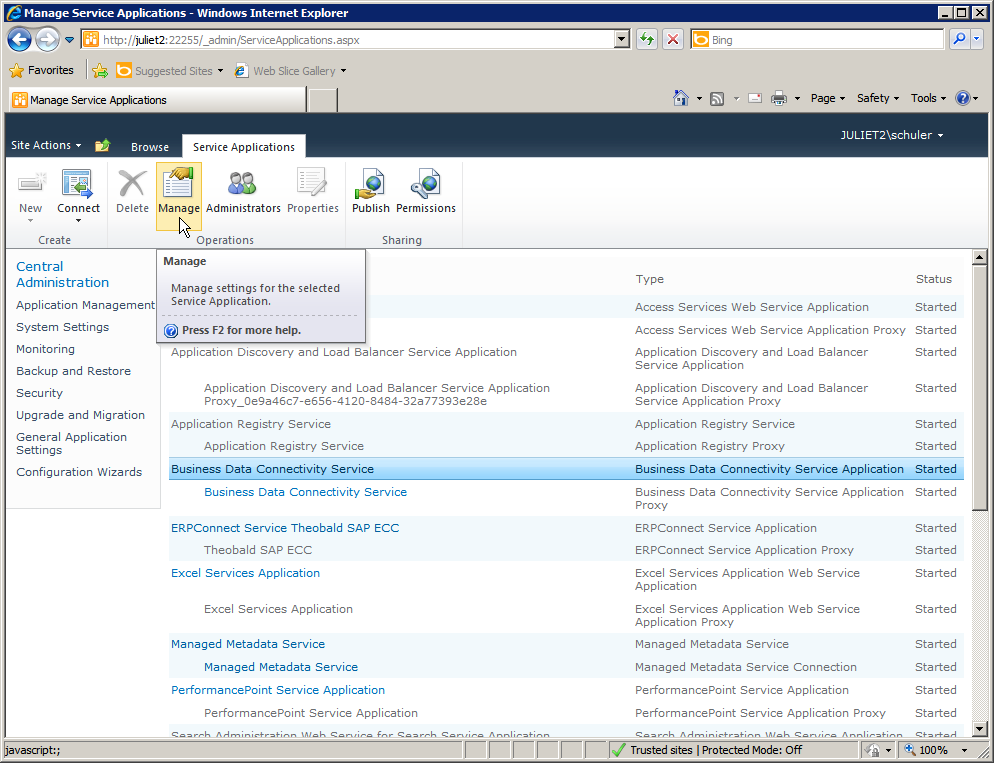 Manage Service Applications - Windows Internet Explorer
http://juliet2:22255/_admin/ServiceApplications.aspx
Bing
Favorites
Suggested Sites
Web Slice Gallery
Manage Service Applications
Page
Safety
Tools
JULIET2\schuler
Site Actions
Browse
Service Applications
New
Connect
Delete
Manage
Administrators
Properties
Publish
Permissions
Create
Operations
Sharing
Central
Administration
Application Management
System Settings
Monitoring
Backup and Restore
Security
Upgrade and Migration
General Application
Settings
Configuration Wizards
Manage
Manage settings for the selected
Service Application.
Press F2 for more help.
Type Status
Access Services Web Service Application Started
Access Services Web Service Application Proxy Started
Application Discovery and Load Balancer Service Application Application Discovery and Load Balancer Started
Service Application
Application Discovery and Load Balancer Service Application Application Discovery and Load Balancer Started
Proxy_0e9a46c7-e656-4120-8484-32a77393e28e Service Application Proxy
Application Registry Service Application Registry Service Started
Application Registry Service Application Registry Proxy Started
Business Data Connectivity Service Business Data Connectivity Service Application Started
Business Data Connectivity Service Business Data Connectivity Service Application Started
Proxy
ERPConnect Service Theobald SAP ECC ERPConnect Service Application Started
Theobald SAP ECC ERPConnect Service Application Proxy Started
Excel Services Application Excel Services Application Web Service Started
Application
Excel Services Application Excel Services Application Web Service Started
Application Proxy
Managed Metadata Service Managed Metadata Service Started
Managed Metadata Service Managed Metadata Service Connection Started
PerformancePoint Service Application PerformancePoint Service Application Started
PerformancePoint Service Application PerformancePoint Service Application Proxy Started
Search Administration Web Service for Search Service Application Search Administration Web Service Started
javascript:;
Trusted sites | Protected Mode: Off
100%